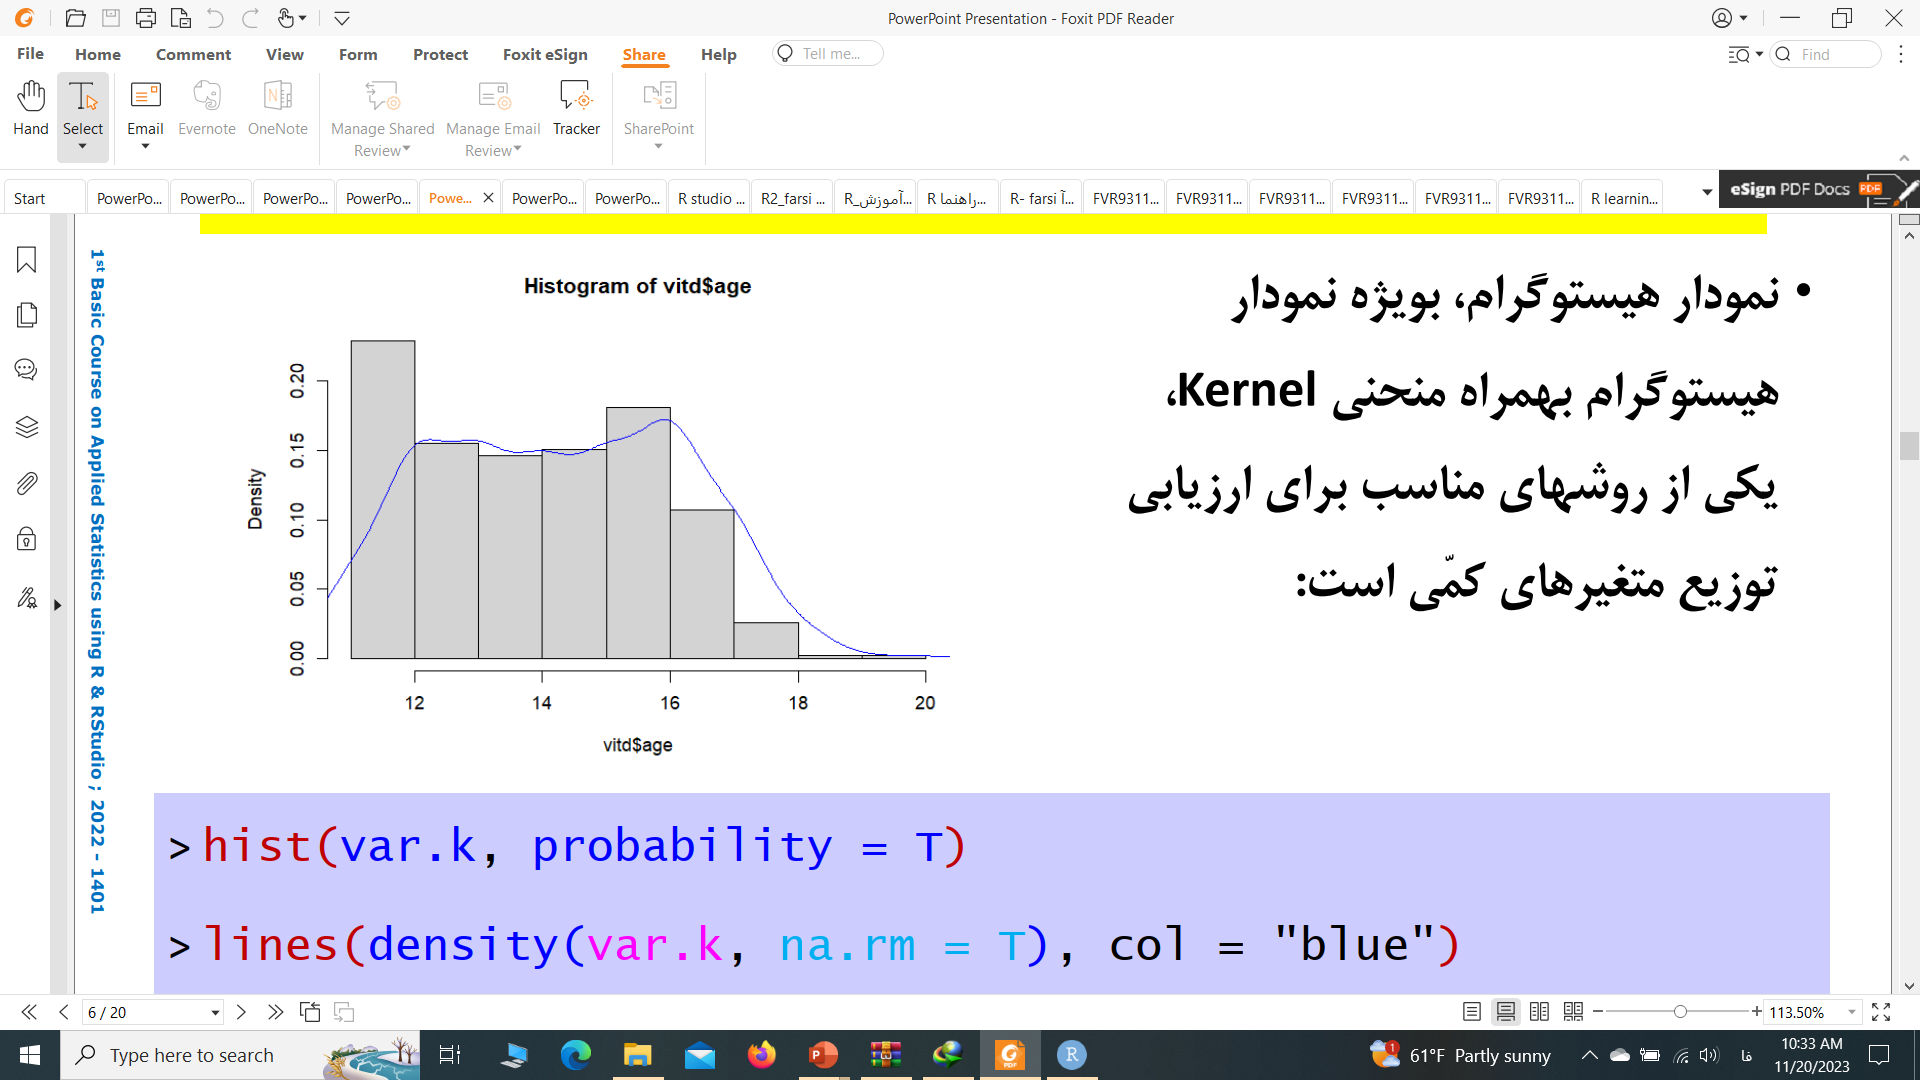 PowerPoint Presentation - Foxit PDF Reader
File Home Comment View Form Protect Foxit eSign Share Help Tell me... Find
Hand Select Email Evernote OneNote Manage Shared Review Manage Email Review Tracker SharePoint
Start PowerPo... PowerPo... PowerPo... PowerPo... Powe... PowerPo... PowerPo... R studio ... R2_farsi ... R_آموزش... R راهنما... R- farsi آ... FVR9311... FVR9311... FVR9311... FVR9311... FVR9311... FVR9311... R learnin... eSign PDF Docs PDF
1st Basic Course on Applied Statistics using R & RStudio ; 2022 - 1401
Histogram of vitd$age
Density
0.20
0.15
0.10
0.05
0.00
12 14 16 18 20
vitd$age
• نمودار هیستوگرام، بویژه نمودار
هیستوگرام بهمراه منحنی Kernel،
یکی از روشهای مناسب برای ارزیابی
توزیع متغیرهای کمّی است:
> hist(var.k, probability = T)
> lines(density(var.k, na.rm = T), col = "blue")
6 / 20 113.50%
Type here to search 1 61°F Partly sunny فا 10:33 AM
11/20/2023